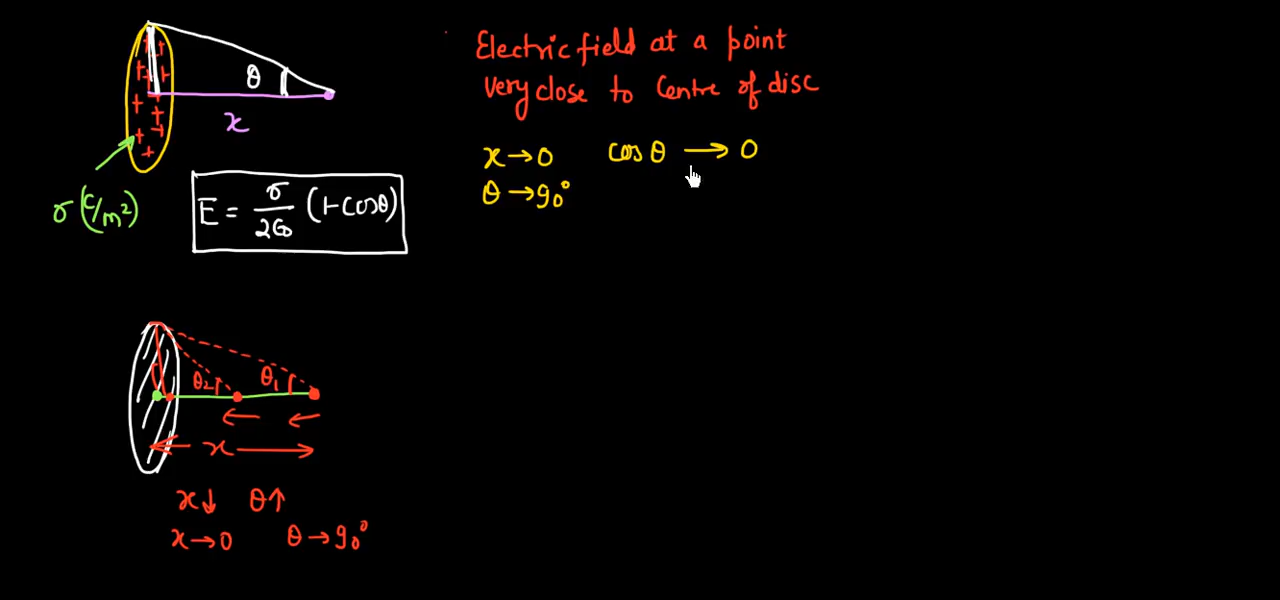 θ
x
σ (C/m²)
E = σ/2ε₀ (1-cosθ)
Electric field at a point
very close to centre of disc
x→0 cos θ → 0
θ→90°
θ₂ θ₁
x
x↓ θ↑
x→0 θ→90°